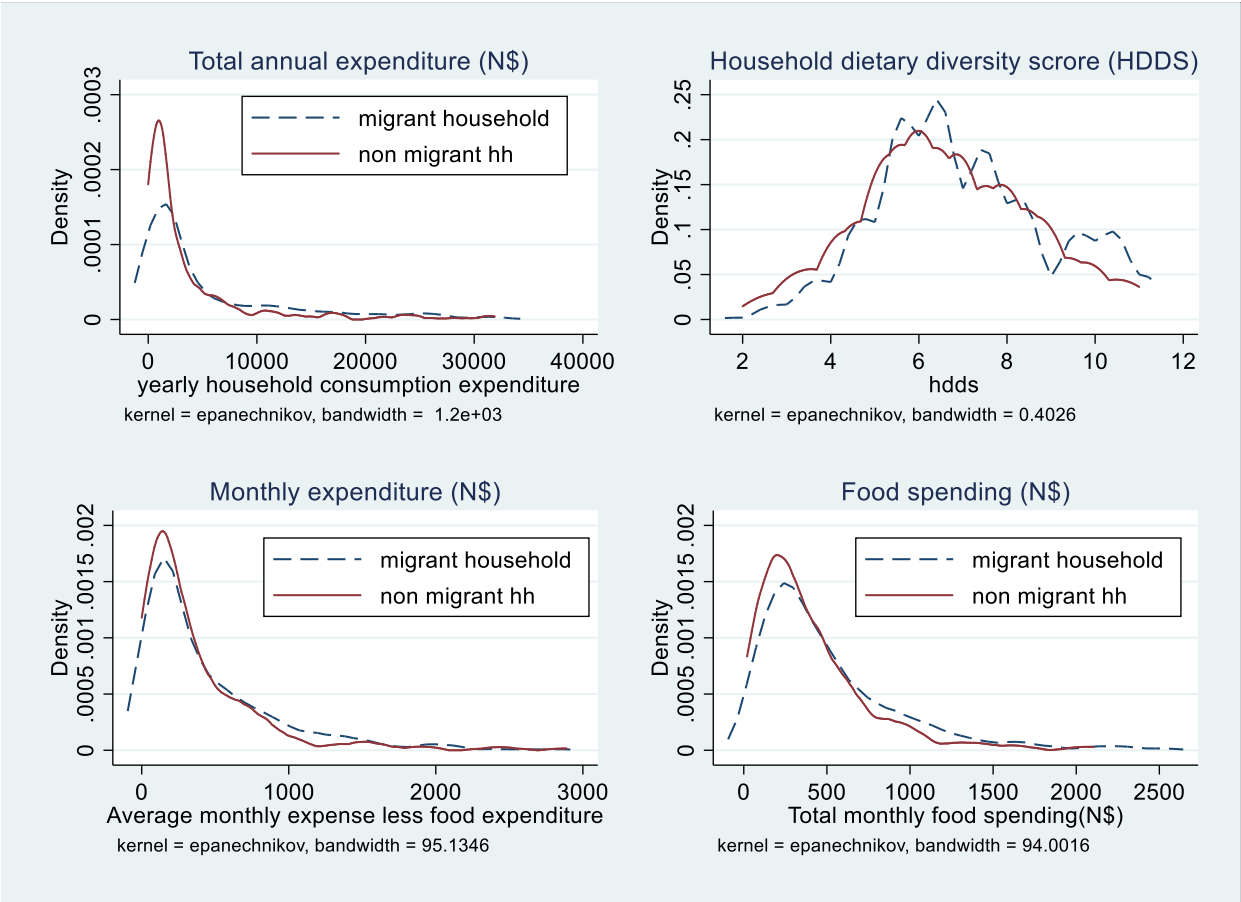 Total annual expenditure (N$)
Density
0 .0001 .0002 .0003
migrant household
non migrant hh
0 10000 20000 30000 40000
yearly household consumption expenditure
kernel = epanechnikov, bandwidth = 1.2e+03
Household dietary diversity scrore (HDDS)
Density
0 .05 .1 .15 .2 .25
2 4 6 8 10 12
hdds
kernel = epanechnikov, bandwidth = 0.4026
Monthly expenditure (N$)
Density
0 .0005 .001 .0015 .002
migrant household
non migrant hh
0 1000 2000 3000
Average monthly expense less food expenditure
kernel = epanechnikov, bandwidth = 95.1346
Food spending (N$)
Density
0 .0005 .001 .0015 .002
migrant household
non migrant hh
0 500 1000 1500 2000 2500
Total monthly food spending(N$)
kernel = epanechnikov, bandwidth = 94.0016